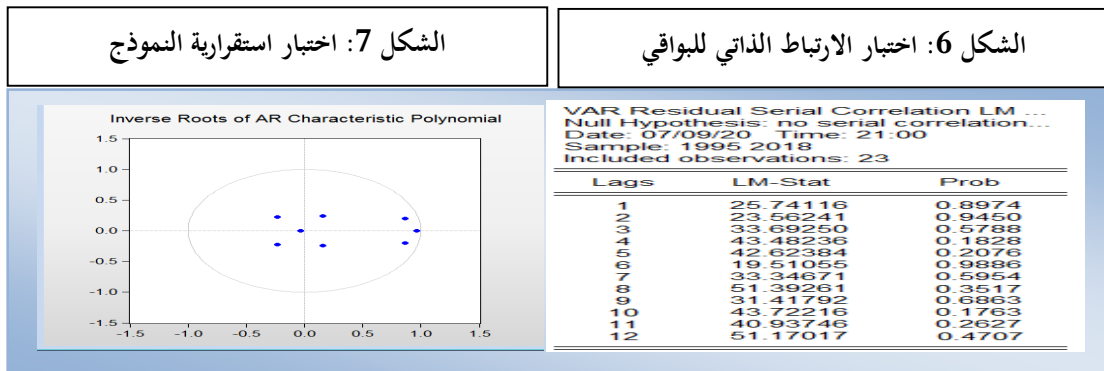 الشكل 6: اختبار الارتباط الذاتي للبواقي
الشكل 7: اختبار استقرارية النموذج
VAR Residual Serial Correlation LM ...
Null Hypothesis: no serial correlation...
Date: 07/09/20 Time: 21:00
Sample: 1995 2018
Included observations: 23
Lags LM-Stat Prob
1 25.74116 0.8974
2 23.56241 0.9450
3 33.69250 0.5788
4 43.48236 0.1828
5 42.62384 0.2076
6 19.51055 0.9886
7 33.34671 0.5954
8 51.39261 0.3517
9 31.41792 0.6863
10 43.72216 0.1763
11 40.93746 0.2627
12 51.17017 0.4707
Inverse Roots of AR Characteristic Polynomial
1.5
1.0
0.5
0.0
-0.5
-1.0
-1.5
-1.5 -1.0 -0.5 0.0 0.5 1.0 1.5